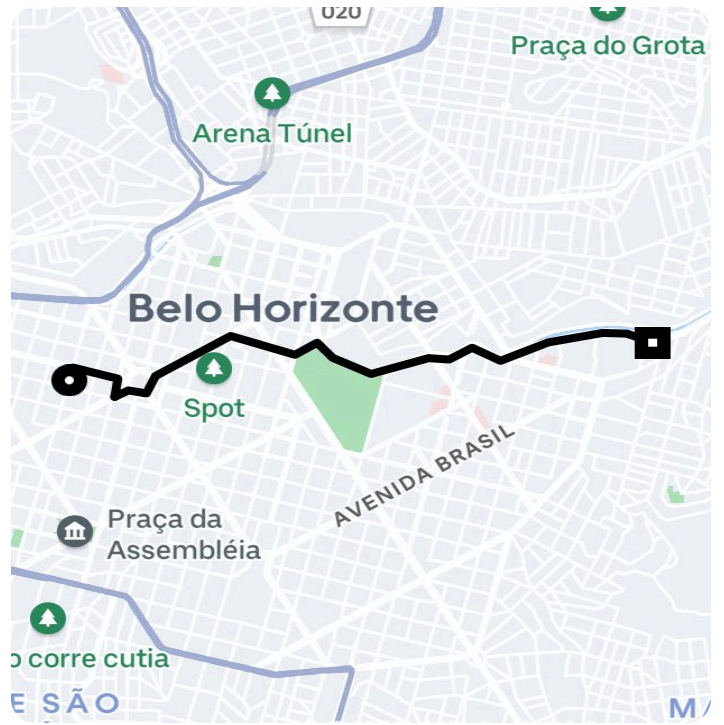 020
Praça do Grota
Arena Túnel
Belo Horizonte
Spot
AVENIDA BRASIL
Praça da
Assembléia
o corre cutia
E SÃO